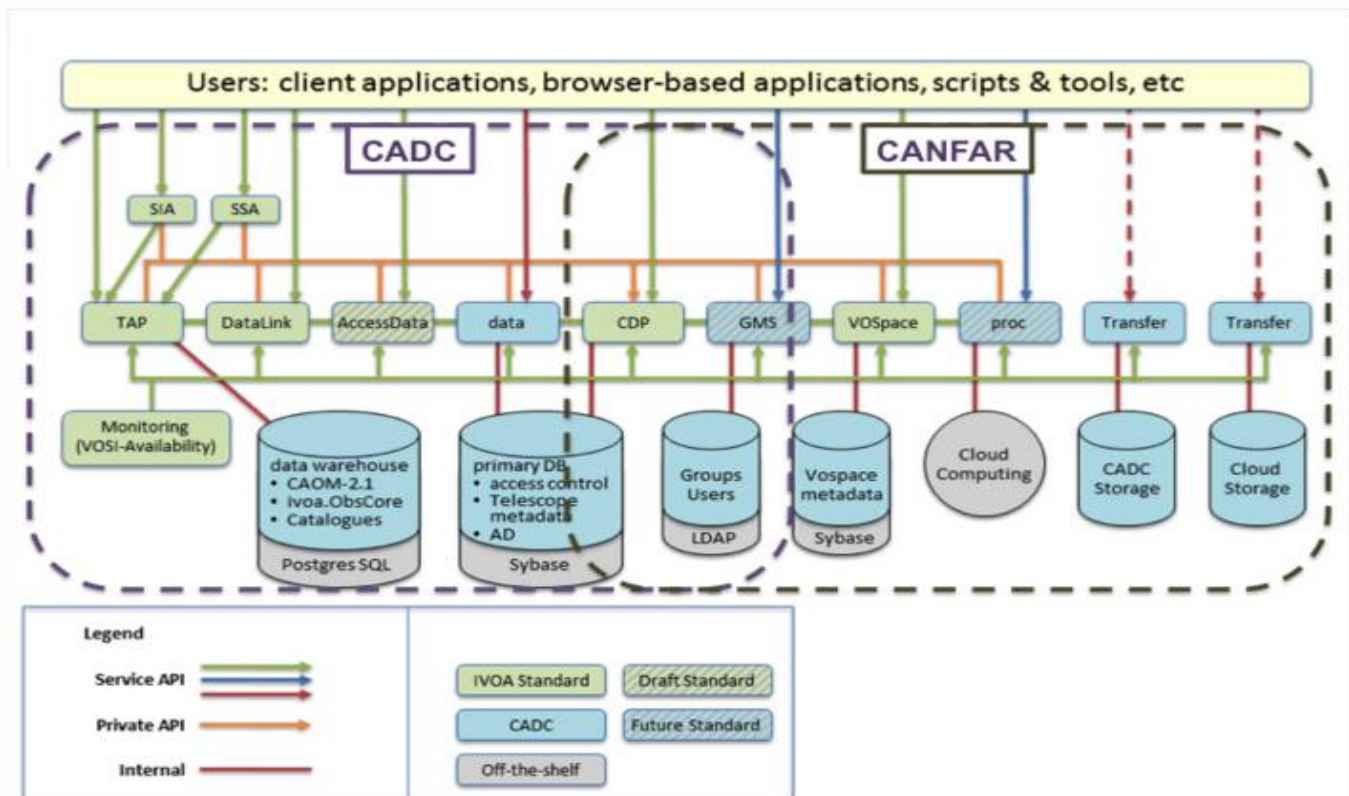 Users: client applications, browser-based applications, scripts & tools, etc
CADC
CANFAR
SIA
SSA
TAP
DataLink
AccessData
data
CDP
GMS
VOSpace
proc
Transfer
Transfer
Monitoring
(VOSI-Availability)
data warehouse
• CAOM-2.1
• ivoa.ObsCore
• Catalogues
Postgres SQL
primary DB
• access control
• Telescope
metadata
• AD
Sybase
Groups
Users
LDAP
Vospace
metadata
Sybase
Cloud
Computing
CADC
Storage
Cloud
Storage
Legend
Service API
Private API
Internal
IVOA Standard
Draft Standard
CADC
Future Standard
Off-the-shelf